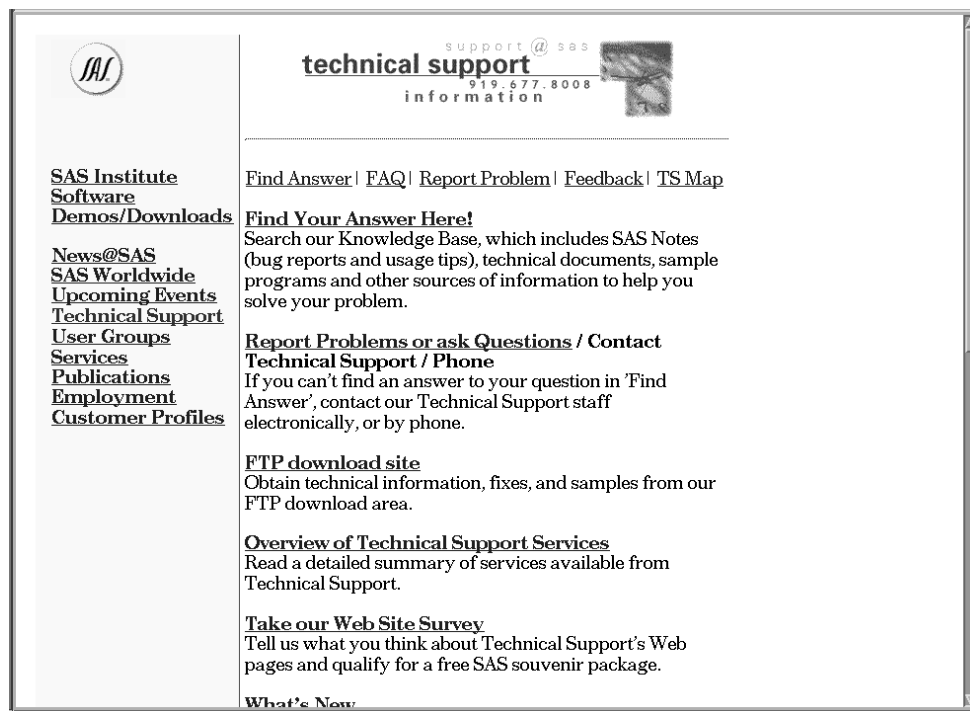 SAS
SAS Institute
Software
Demos/Downloads
News@SAS
SAS Worldwide
Upcoming Events
Technical Support
User Groups
Services
Publications
Employment
Customer Profiles
support @ sas
technical support
919.677.8008
information
Find Answer | FAQ | Report Problem | Feedback | TS Map
Find Your Answer Here!
Search our Knowledge Base, which includes SAS Notes
(bug reports and usage tips), technical documents, sample
programs and other sources of information to help you
solve your problem.
Report Problems or ask Questions / Contact
Technical Support / Phone
If you can't find an answer to your question in 'Find
Answer', contact our Technical Support staff
electronically, or by phone.
FTP download site
Obtain technical information, fixes, and samples from our
FTP download area.
Overview of Technical Support Services
Read a detailed summary of services available from
Technical Support.
Take our Web Site Survey
Tell us what you think about Technical Support's Web
pages and qualify for a free SAS souvenir package.
What's New